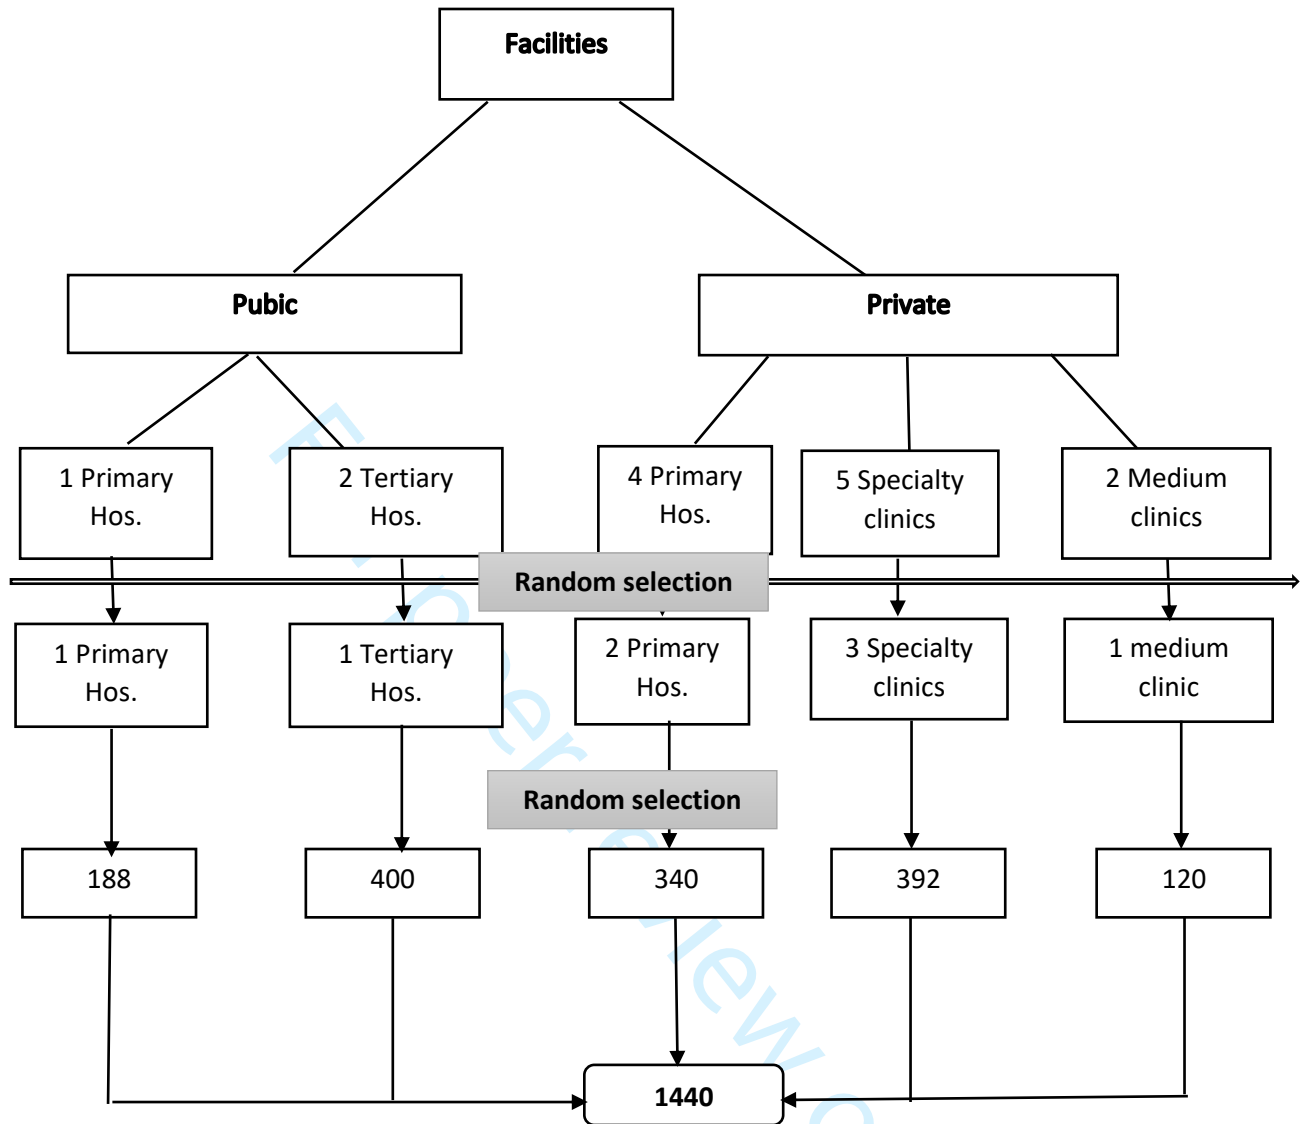 Facilities
Pubic
Private
1 Primary
Hos.
2 Tertiary
Hos.
4 Primary
Hos.
5 Specialty
clinics
2 Medium
clinics
Random selection
1 Primary
Hos.
1 Tertiary
Hos.
2 Primary
Hos.
3 Specialty
clinics
1 medium
clinic
Random selection
188
400
340
392
120
1440